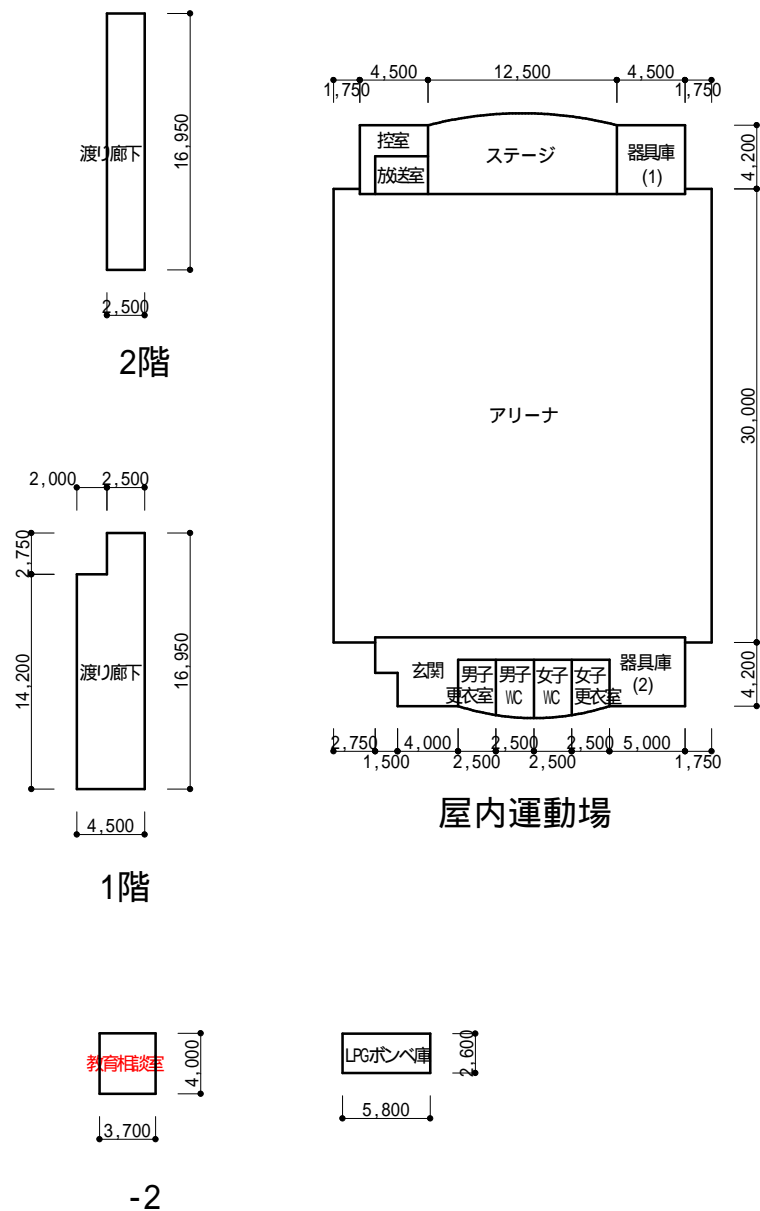 4,500
12,500
4,500
1,750
1,750
渡り廊下
16,950
控室
放送室
ステージ
器具庫
(1)
4,200
2,500
2階
アリーナ
30,000
2,000
2,500
2,750
渡り廊下
14,200
16,950
4,500
1階
玄関
男子
更衣室
男子
WC
女子
WC
女子
更衣室
器具庫
(2)
4,200
2,750
4,000
2,500
2,500
5,000
1,500
2,500
2,500
1,750
屋内運動場
教育相談室
4,000
3,700
-2
LPGボンベ庫
2,600
5,800